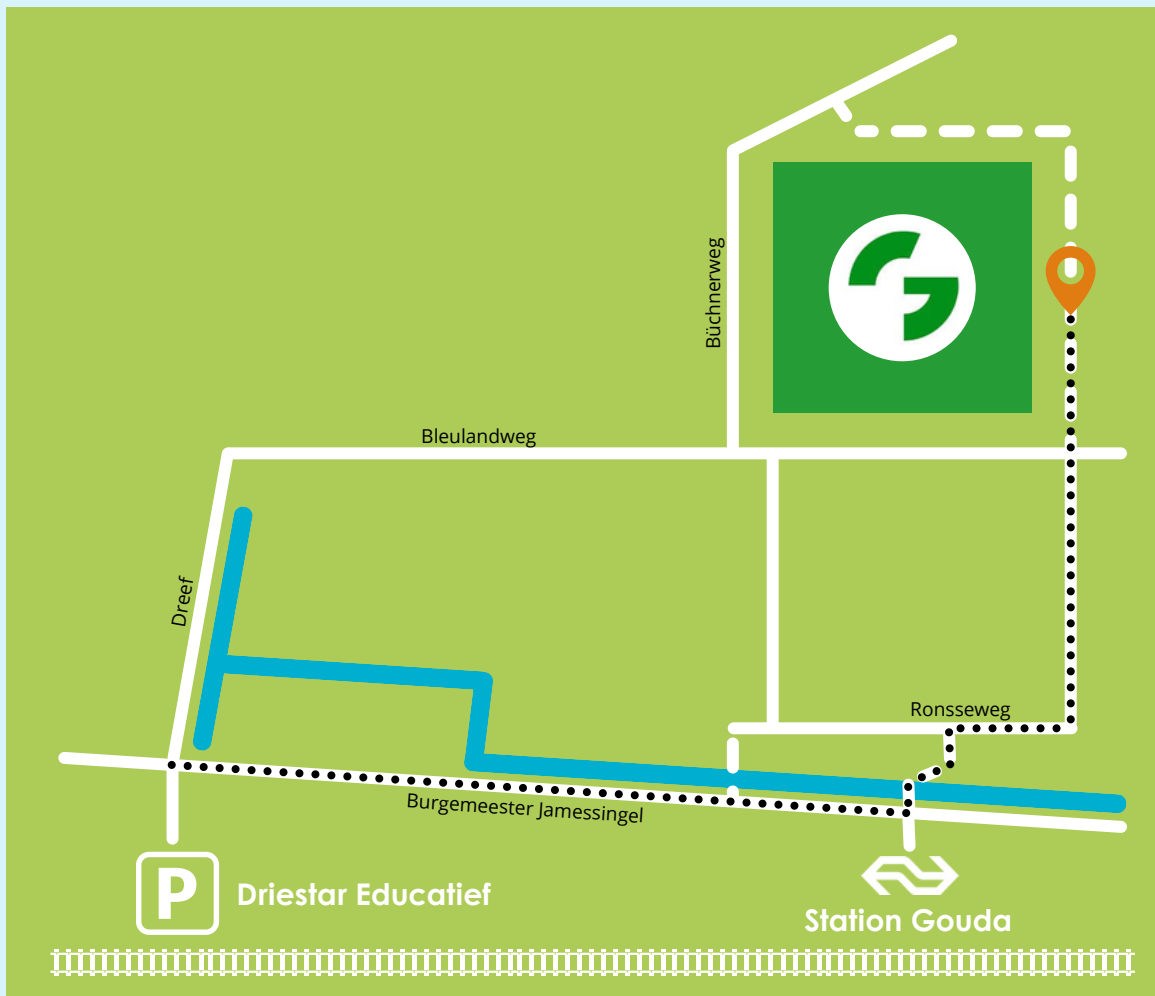 Büchnerweg
Bleulandweg
Dreef
Ronsseweg
Burgemeester Jamessingel
P
Driestar Educatief
Station Gouda